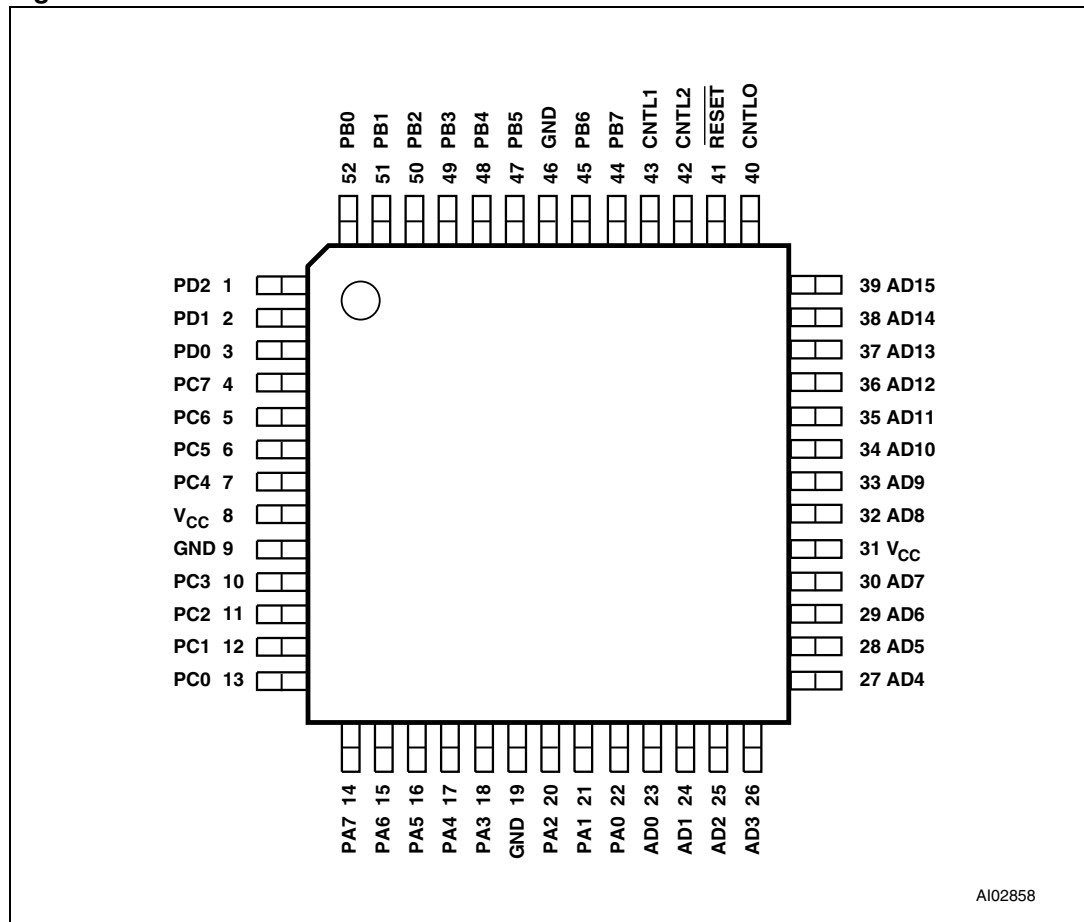 52 PB0
51 PB1
50 PB2
49 PB3
48 PB4
47 PB5
46 GND
45 PB6
44 PB7
43 CNTL1
42 CNTL2
41 RESET
40 CNTLO
PD2 1
PD1 2
PD0 3
PC7 4
PC6 5
PC5 6
PC4 7
VCC 8
GND 9
PC3 10
PC2 11
PC1 12
PC0 13
39 AD15
38 AD14
37 AD13
36 AD12
35 AD11
34 AD10
33 AD9
32 AD8
31 VCC
30 AD7
29 AD6
28 AD5
27 AD4
PA7 14
PA6 15
PA5 16
PA4 17
PA3 18
GND 19
PA2 20
PA1 21
PA0 22
AD0 23
AD1 24
AD2 25
AD3 26
AI02858